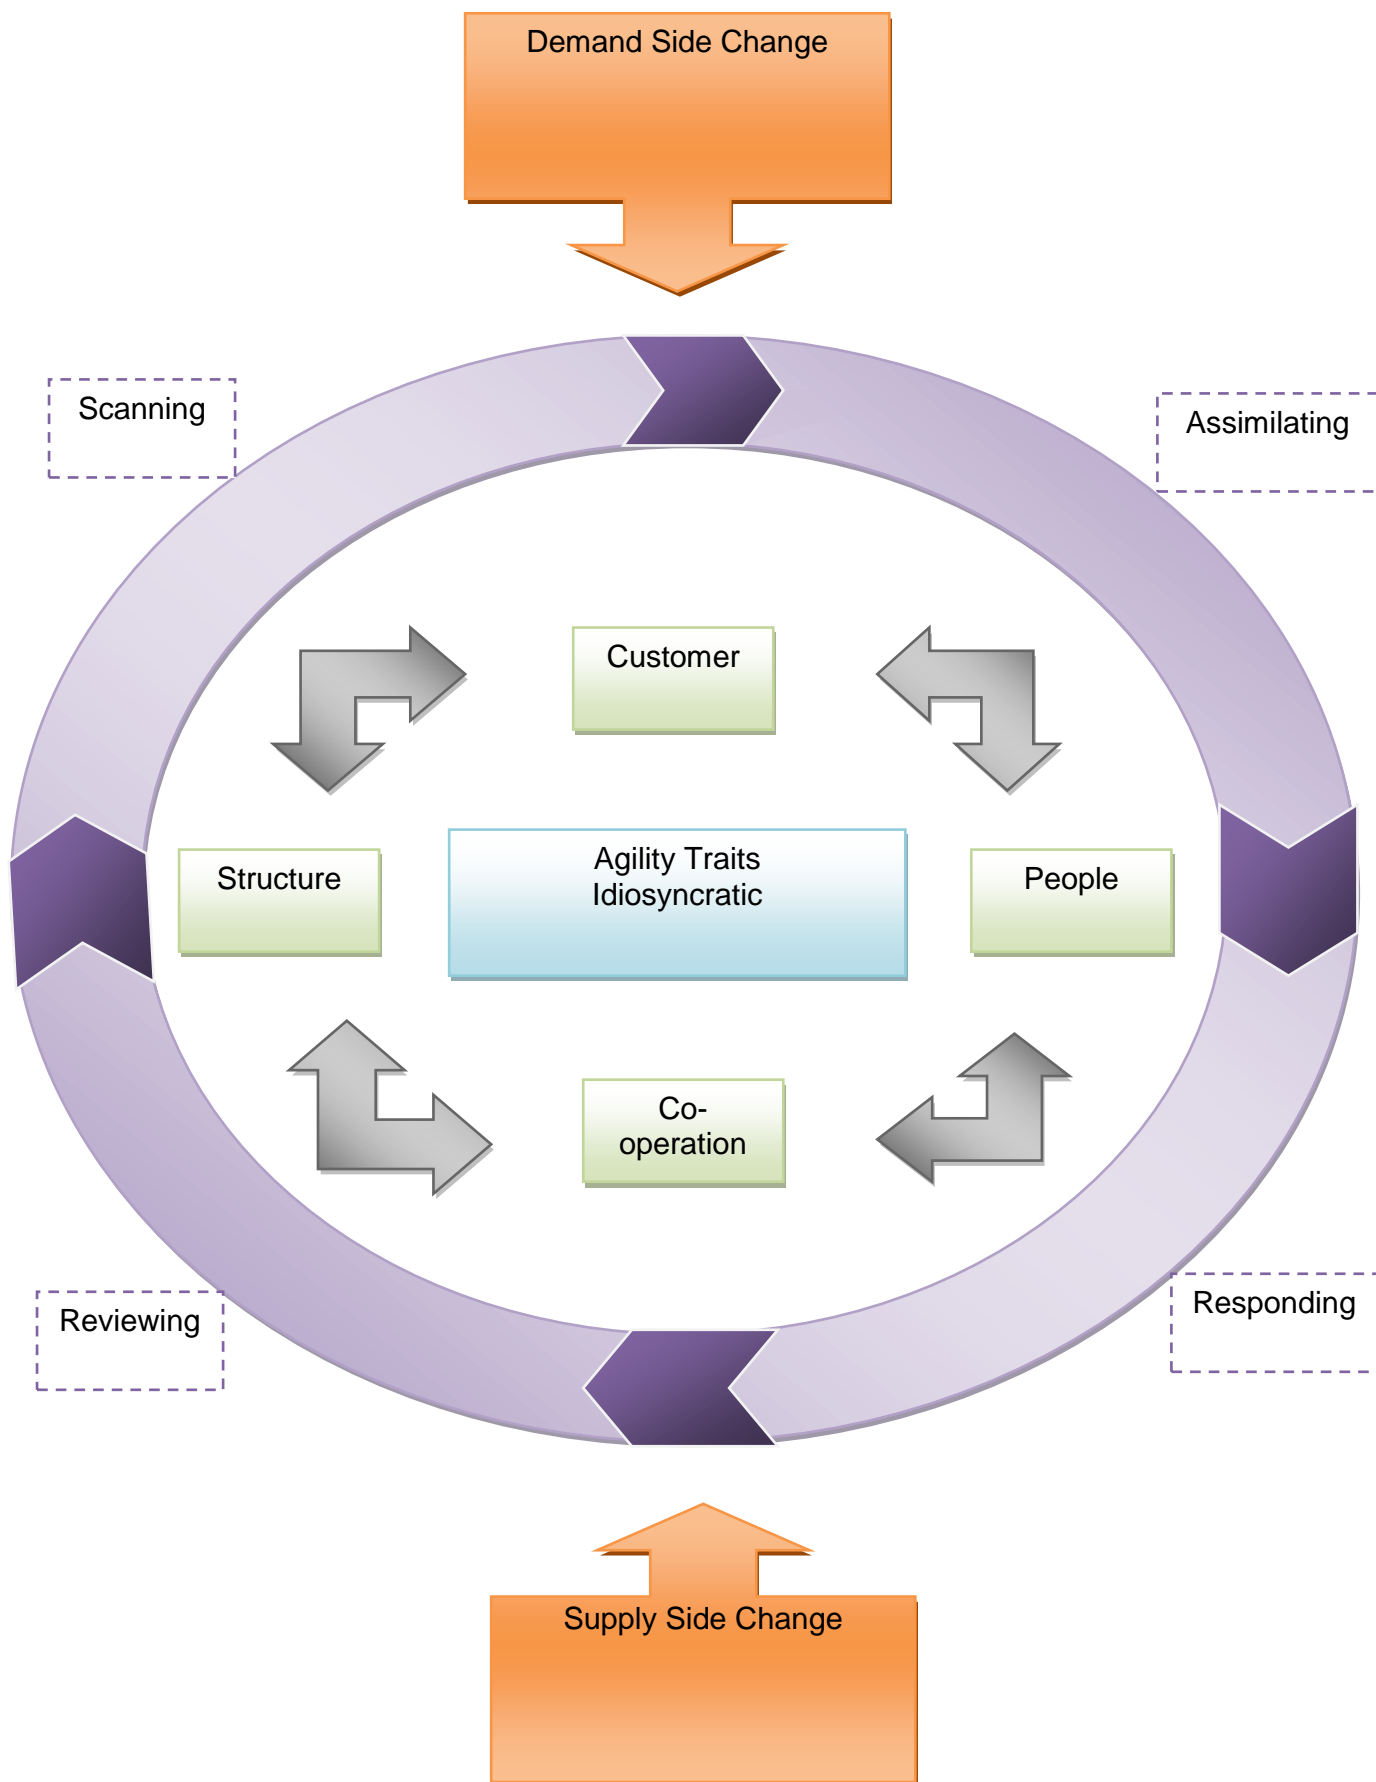 Demand Side Change
Scanning
Assimilating
Customer
Structure
Agility Traits
Idiosyncratic
People
Co-
operation
Reviewing
Responding
Supply Side Change